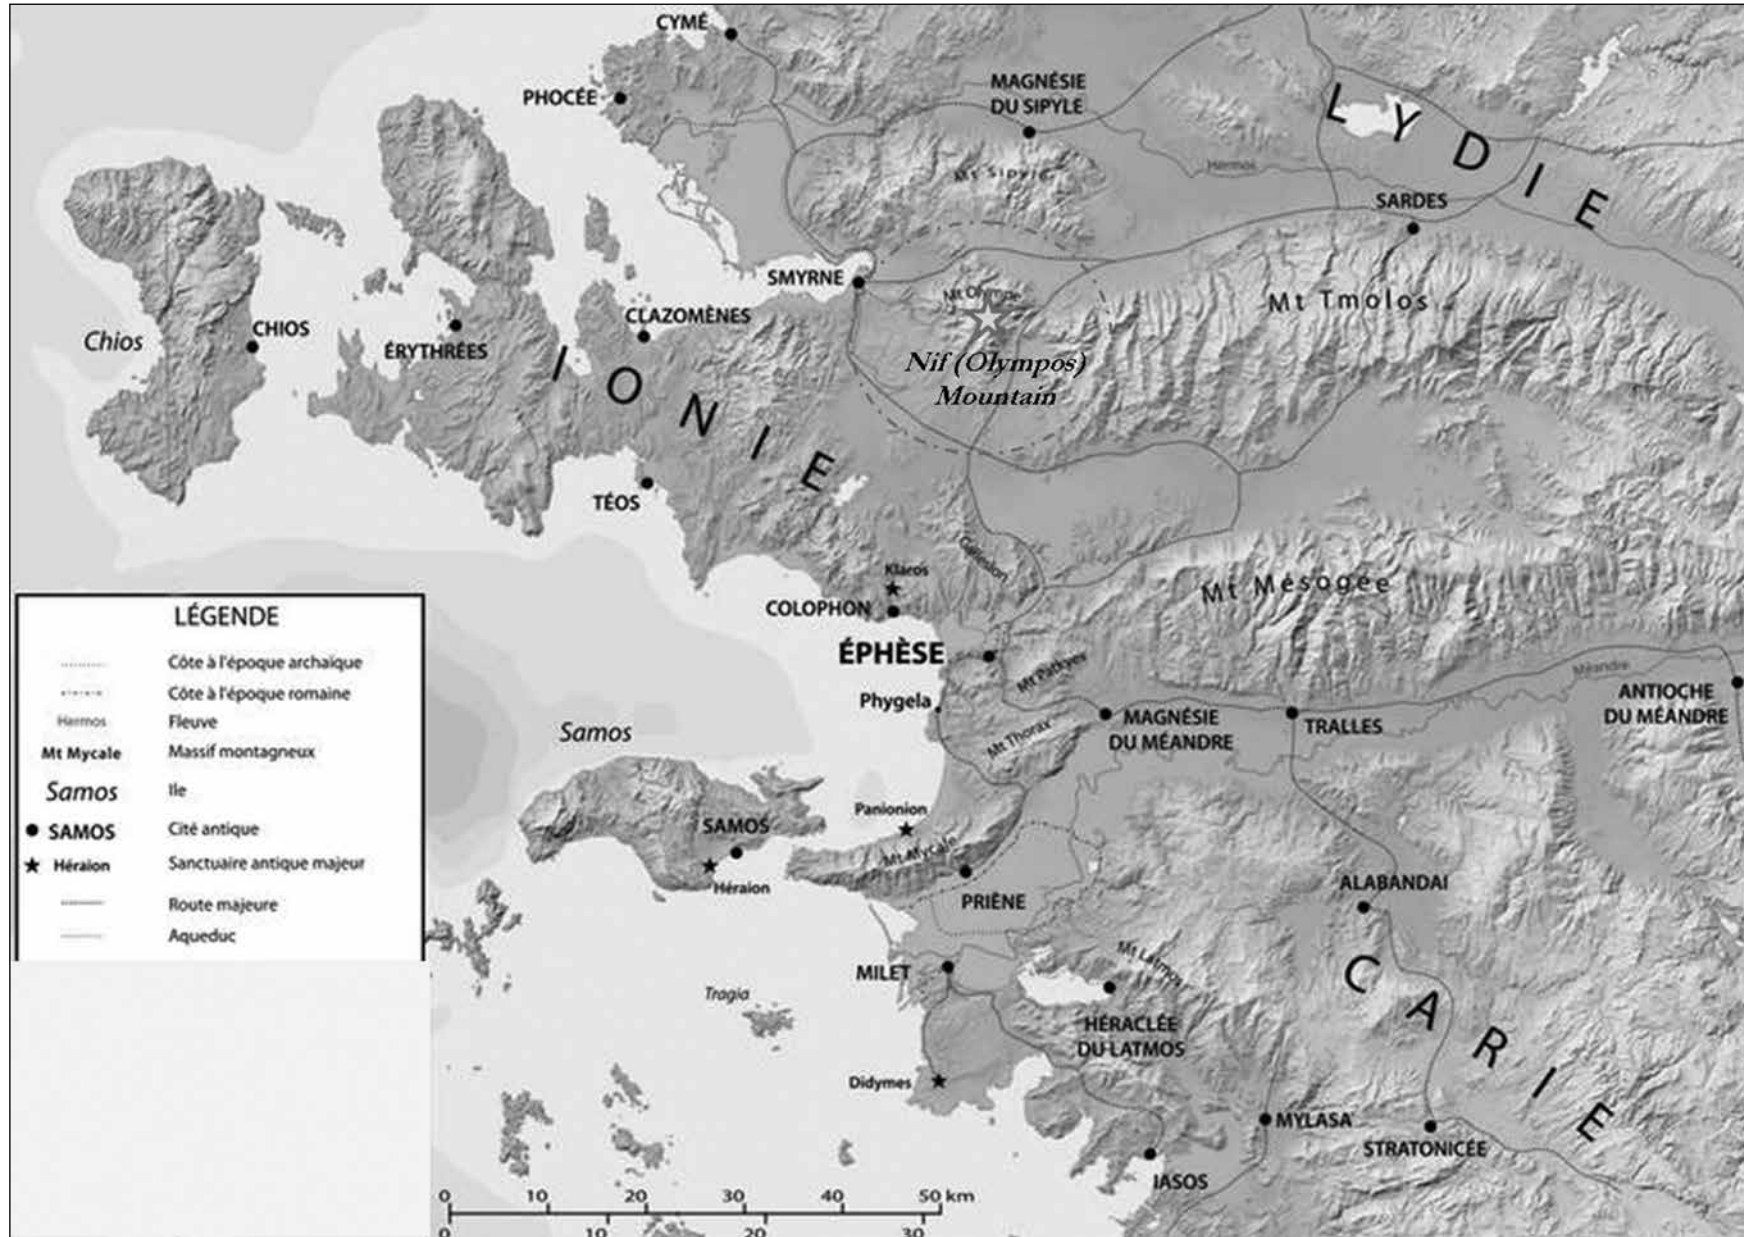 CYMÉ
PHOCÉE
MAGNÉSIE
DU SIPYLE
LYDIE
Hermos
Mt Sipyle
SARDES
SMYRNE
Mt Olympe
Mt Tmolos
CLAZOMÈNES
Chios
CHIOS
ÉRYTHRÉES
Nif (Olympos)
Mountain
IONIE
TÉOS
Galesion
Klaros
COLOPHON
Mt Mésogée
ÉPHÈSE
Mt Pathyes
Méandre
Phygela
ANTIOCHE
DU MÉANDRE
MAGNÉSIE
DU MÉANDRE
TRALLES
Mt Thorax
Samos
Panionion
SAMOS
Mt Mycale
Héraion
PRIÈNE
ALABANDAI
MILET
Mt Latmos
CARIE
Tragia
HÉRACLÉE
DU LATMOS
Didymes
MYLASA
STRATONICÉE
IASOS
LÉGENDE
Côte à l'époque archaïque
Côte à l'époque romaine
Hermos Fleuve
Mt Mycale Massif montagneux
Samos Ile
SAMOS Cité antique
Héraion Sanctuaire antique majeur
Route majeure
Aqueduc
0 10 20 30 40 50 km
0 10 20 30